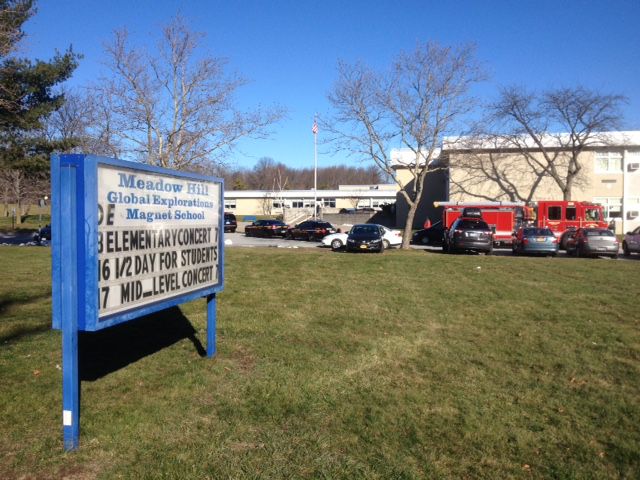 Meadow Hill
Global Explorations
Magnet School
E
3 ELEMENTARY CONCERT 7
16 1/2 DAY FOR STUDENTS
17 MID-LEVEL CONCERT 7